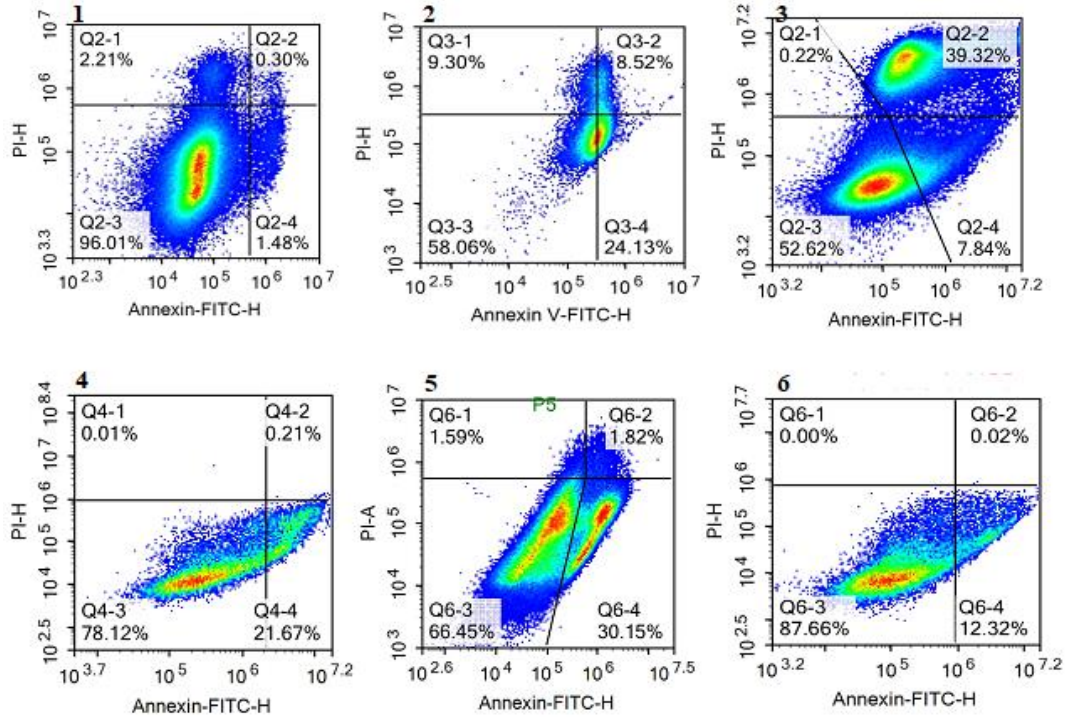 1
10^7
10^6
10^5
10^3.3
PI-H
Q2-1
2.21%
Q2-2
0.30%
Q2-3
96.01%
Q2-4
1.48%
10^2.3
10^4
10^5
10^6
10^7
Annexin-FITC-H
2
10^7
10^6
10^5
10^4
10^3
PI-H
Q3-1
9.30%
Q3-2
8.52%
Q3-3
58.06%
Q3-4
24.13%
10^3
10^4
10^5
10^6
10^7
Annexin V-FITC-H
3
10^7.2
10^6
10^5
10^3.2
PI-H
Q2-1
0.22%
Q2-2
39.32%
Q2-3
52.62%
Q2-4
7.84%
10^3.2
10^5
10^6
10^7.2
Annexin-FITC-H
4
10^8.4
10^7
10^6
10^5
10^4
10^2.5
PI-H
Q4-1
0.01%
Q4-2
0.21%
Q4-3
78.12%
Q4-4
21.67%
10^3.7
10^5
10^6
10^7.2
Annexin-FITC-H
5
P5
10^7
10^6
10^5
10^4
10^3
PI-A
Q6-1
1.59%
Q6-2
1.82%
Q6-3
66.45%
Q6-4
30.15%
10^2.6
10^4
10^5
10^6
10^7.5
Annexin-FITC-H
6
10^7.2
10^6
10^5
10^4
10^2.5
PI-H
Q6-1
0.00%
Q6-2
0.02%
Q6-3
87.66%
Q6-4
12.32%
10^3.2
10^5
10^6
10^7.2
Annexin-FITC-H